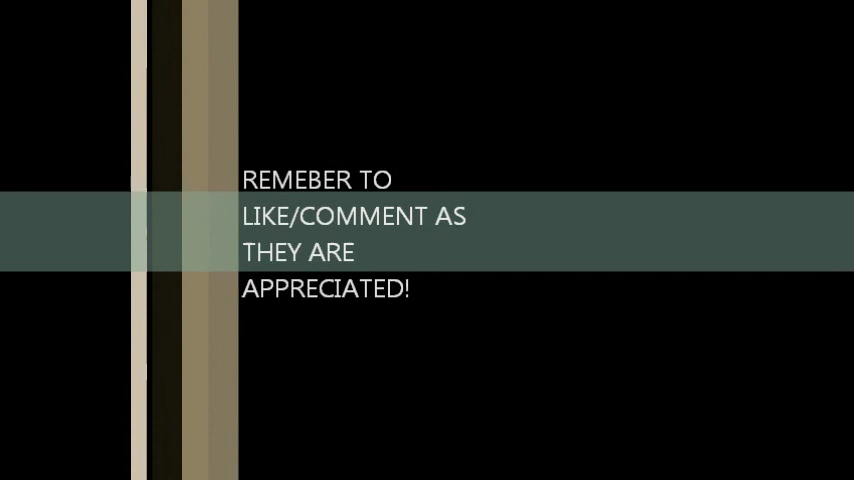 REMEBER TO
LIKE/COMMENT AS
THEY ARE
APPRECIATED!